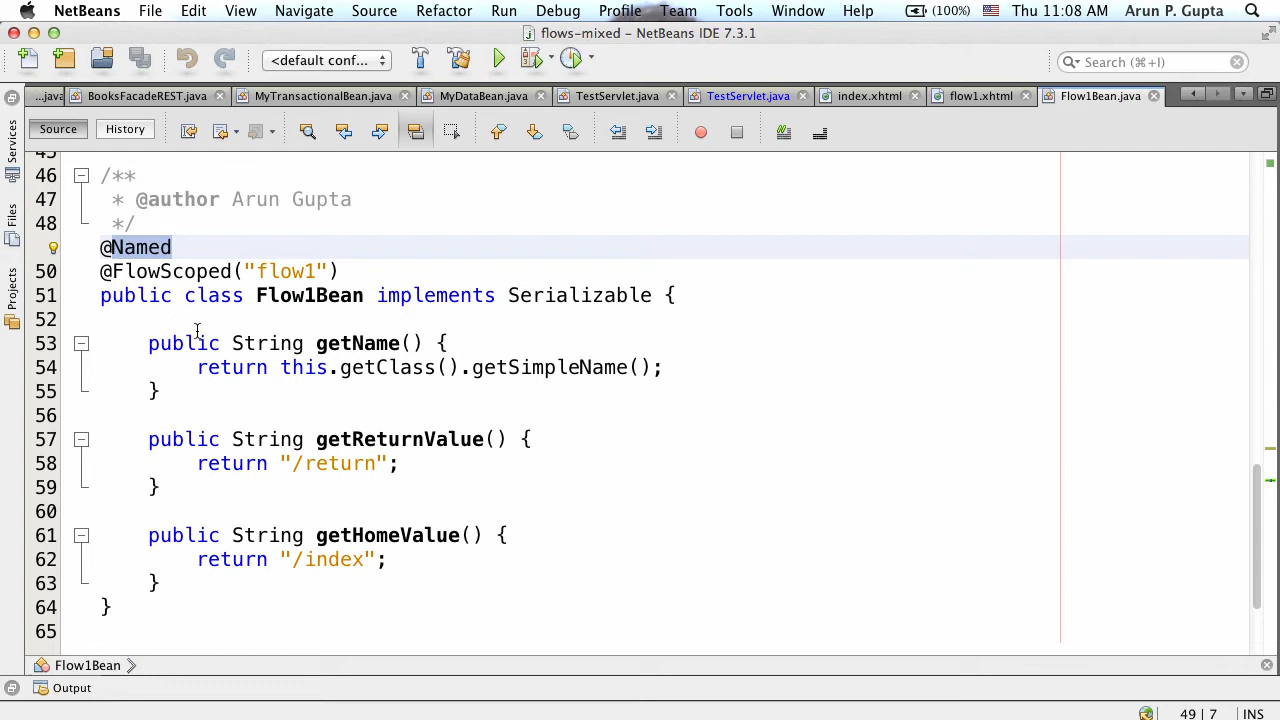 NetBeans File Edit View Navigate Source Refactor Run Debug Profile Team Tools Window Help (100%) Thu 11:08 AM Arun P. Gupta
flows-mixed – NetBeans IDE 7.3.1
<default conf... Search (⌘+I)
...java BooksFacadeREST.java MyTransactionalBean.java MyDataBean.java TestServlet.java TestServlet.java index.xhtml flow1.xhtml Flow1Bean.java
Source History
Services
Files
Projects
45
46 /**
47 * @author Arun Gupta
48 */
@Named
50 @FlowScoped("flow1")
51 public class Flow1Bean implements Serializable {
52
53 public String getName() {
54 return this.getClass().getSimpleName();
55 }
56
57 public String getReturnValue() {
58 return "/return";
59 }
60
61 public String getHomeValue() {
62 return "/index";
63 }
64 }
65
Flow1Bean
Output
49 | 7 INS